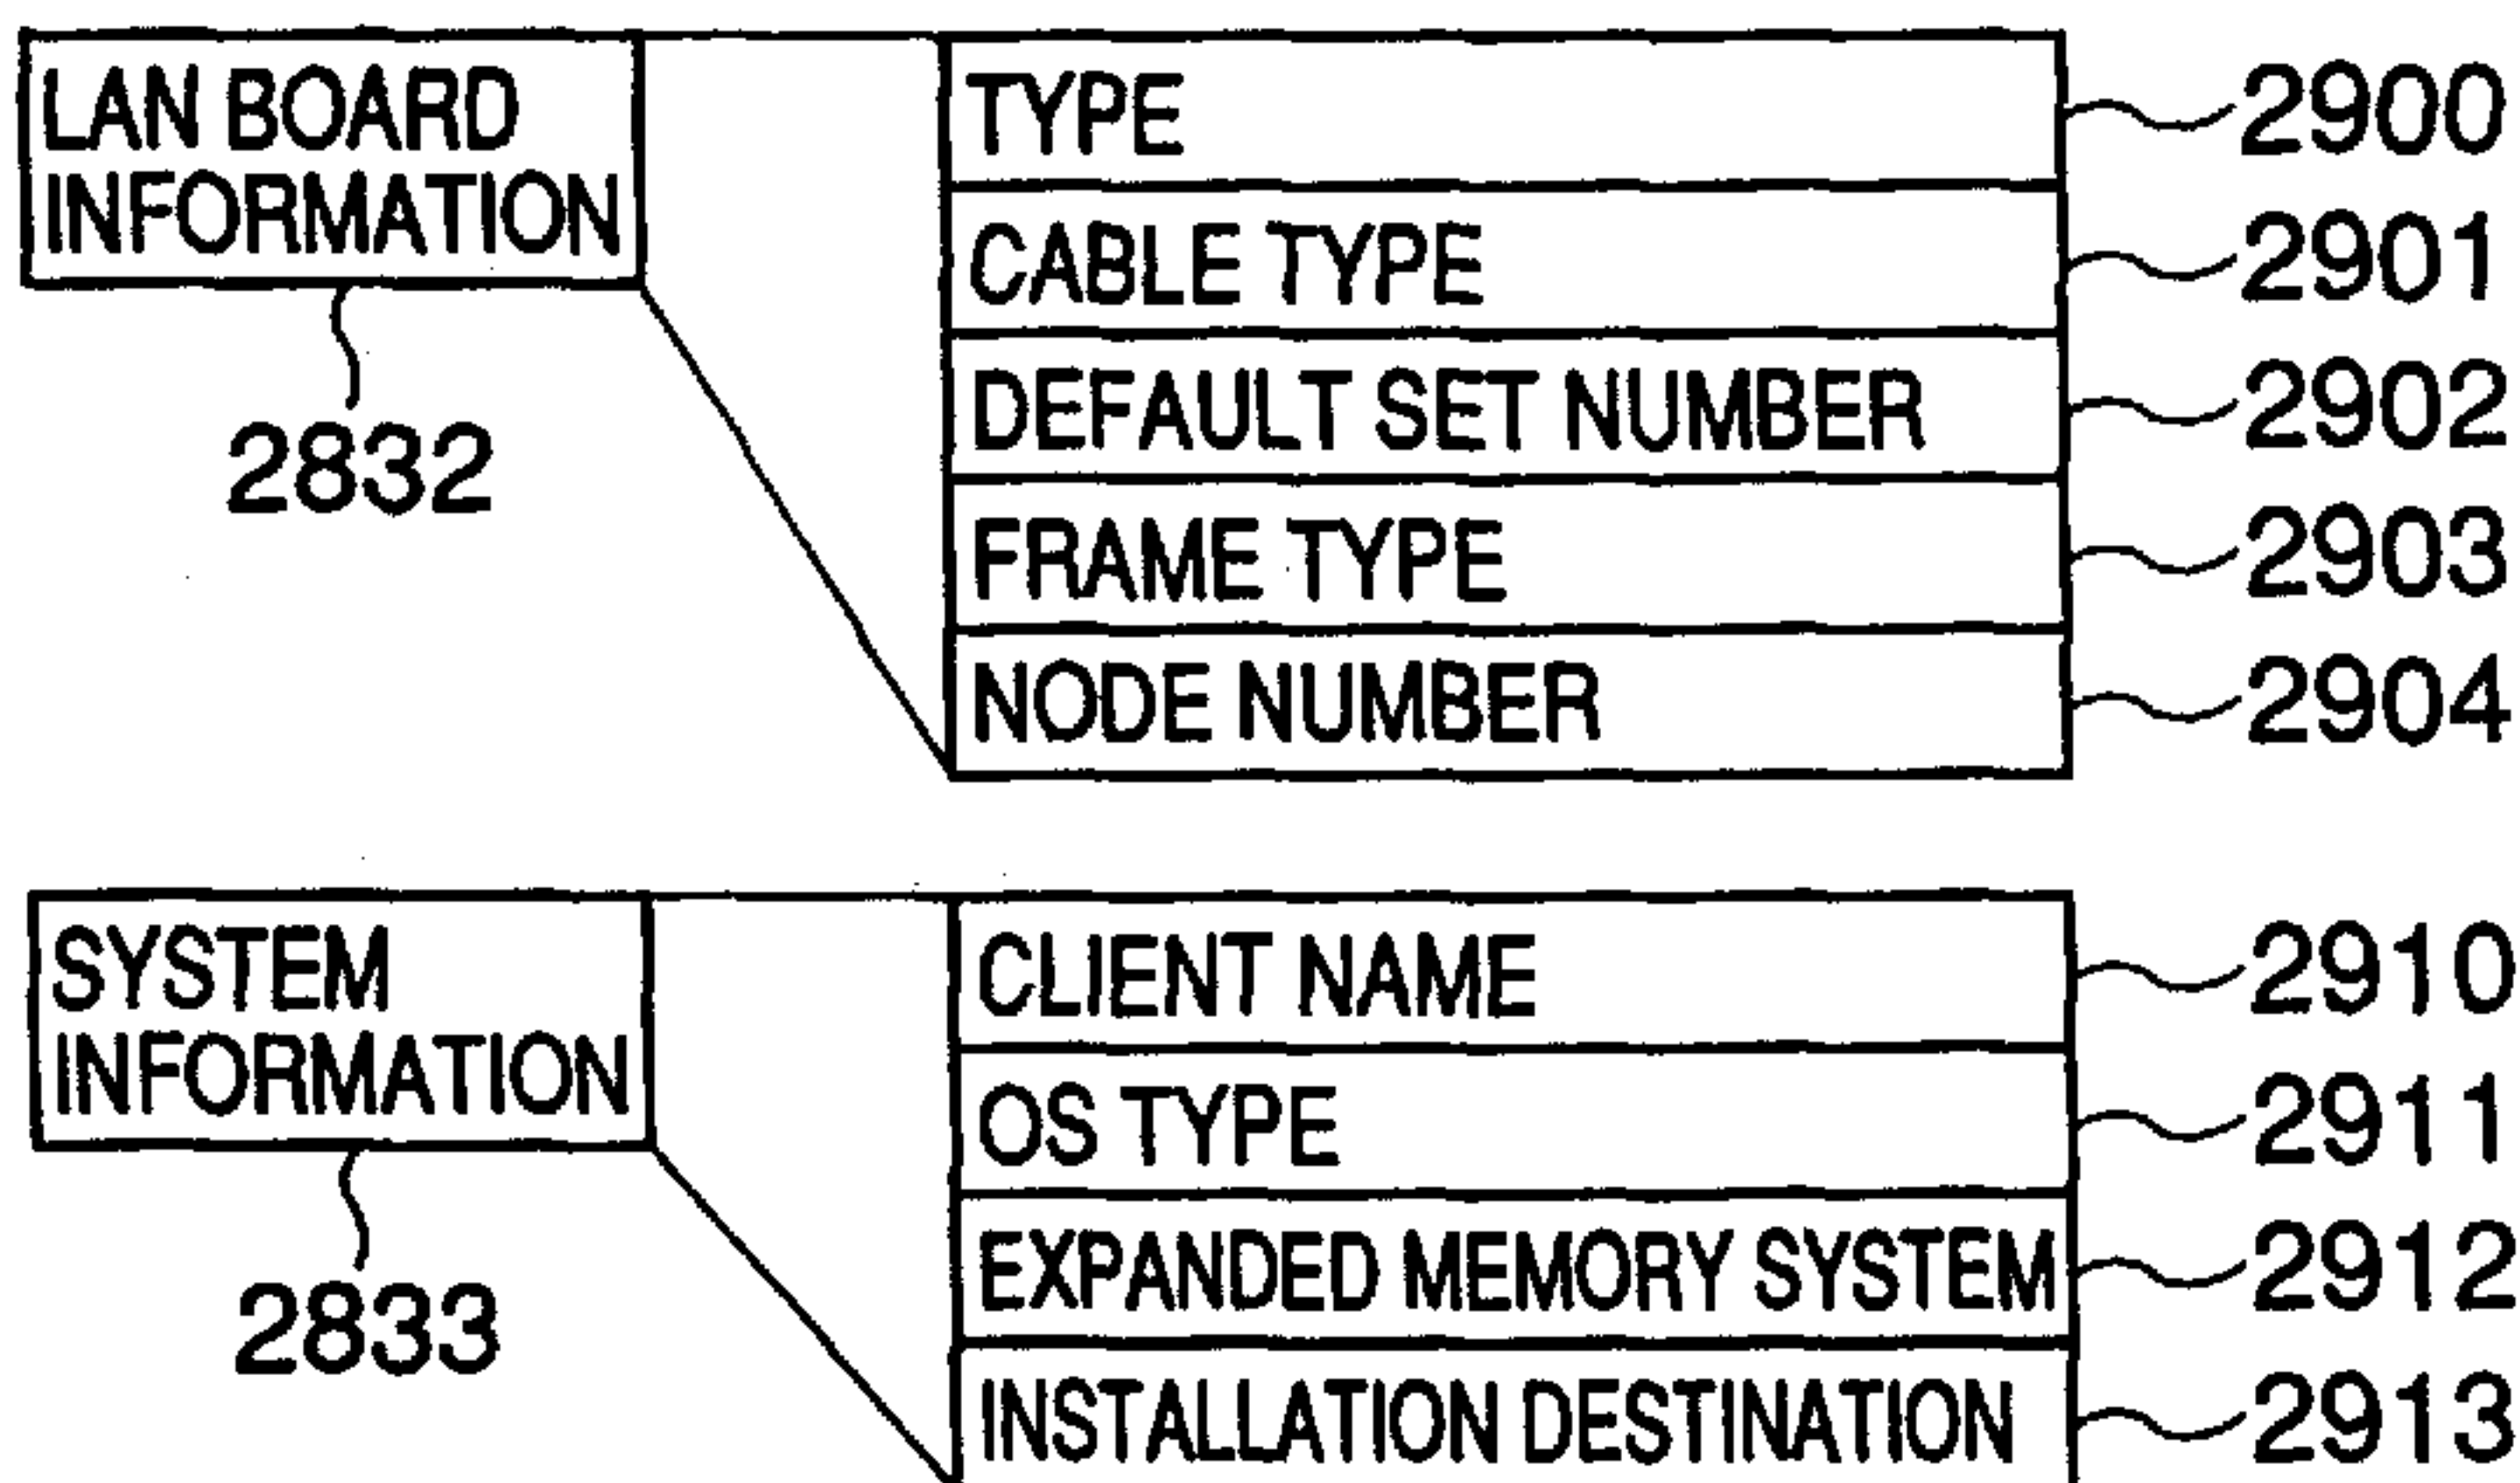 LAN BOARD
INFORMATION
2832
TYPE 2900
CABLE TYPE 2901
DEFAULT SET NUMBER 2902
FRAME TYPE 2903
NODE NUMBER 2904
SYSTEM
INFORMATION
2833
CLIENT NAME 2910
OS TYPE 2911
EXPANDED MEMORY SYSTEM 2912
INSTALLATION DESTINATION 2913